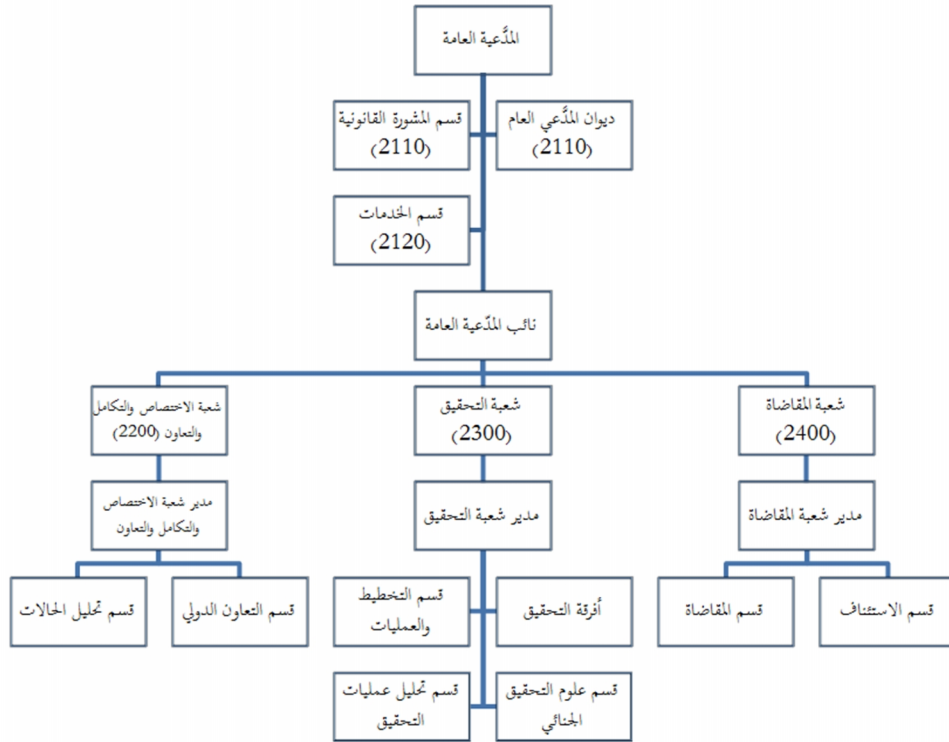 المدَّعية العامة
ديوان المدَّعي العام
(2110)
قسم المشورة القانونية
(2110)
قسم الخدمات
(2120)
نائب المدّعية العامة
شعبة المقاضاة
(2400)
شعبة التحقيق
(2300)
شعبة الاختصاص والتكامل
والتعاون (2200)
مدير شعبة المقاضاة
مدير شعبة التحقيق
مدير شعبة الاختصاص
والتكامل والتعاون
قسم الاستئناف
قسم المقاضاة
أفرقة التحقيق
قسم التخطيط
والعمليات
قسم التعاون الدولي
قسم تحليل الحالات
قسم علوم التحقيق
الجنائي
قسم تحليل عمليات
التحقيق